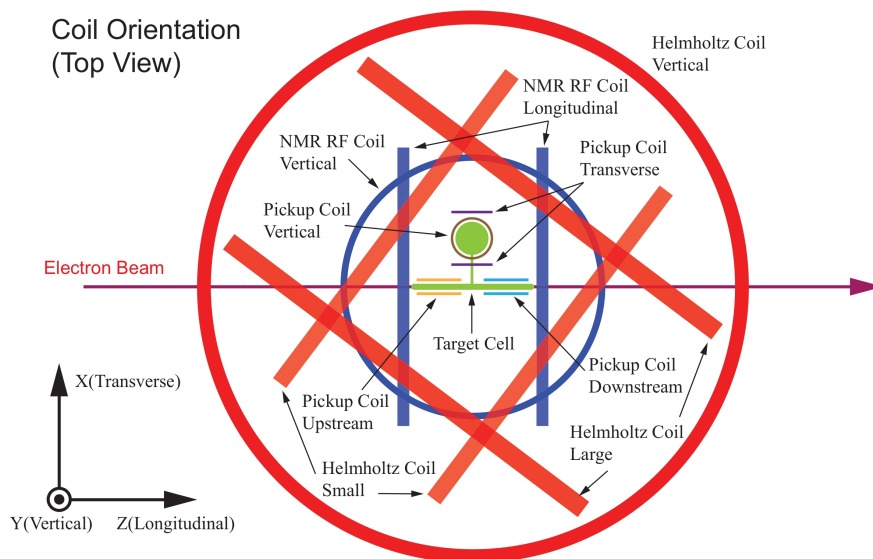 Coil Orientation
(Top View)
Helmholtz Coil
Vertical
NMR RF Coil
Longitudinal
NMR RF Coil
Vertical
Pickup Coil
Transverse
Pickup Coil
Vertical
Electron Beam
Target Cell
Pickup Coil
Downstream
X(Transverse)
Pickup Coil
Upstream
Helmholtz Coil
Large
Helmholtz Coil
Small
Y(Vertical)
Z(Longitudinal)